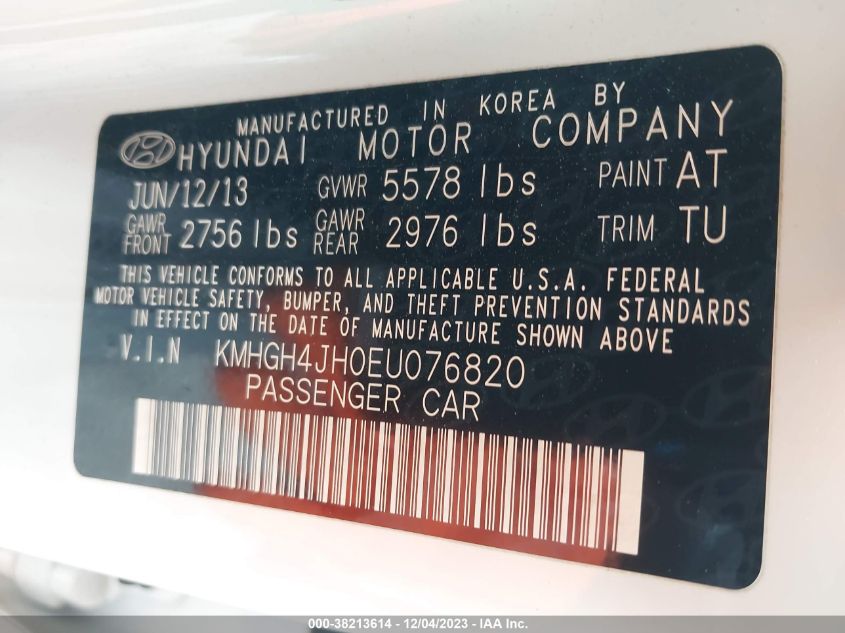 MANUFACTURED IN KOREA BY
HYUNDAI MOTOR COMPANY
JUN/12/13 GVWR 5578 lbs PAINT AT
GAWR FRONT 2756 lbs GAWR REAR 2976 lbs TRIM TU
THIS VEHICLE CONFORMS TO ALL APPLICABLE U.S.A. FEDERAL
MOTOR VEHICLE SAFETY, BUMPER, AND THEFT PREVENTION STANDARDS
IN EFFECT ON THE DATE OF MANUFACTURE SHOWN ABOVE
V.I.N KMHGH4JH0EU076820
PASSENGER CAR
000-38213614 - 12/04/2023 - IAA Inc.